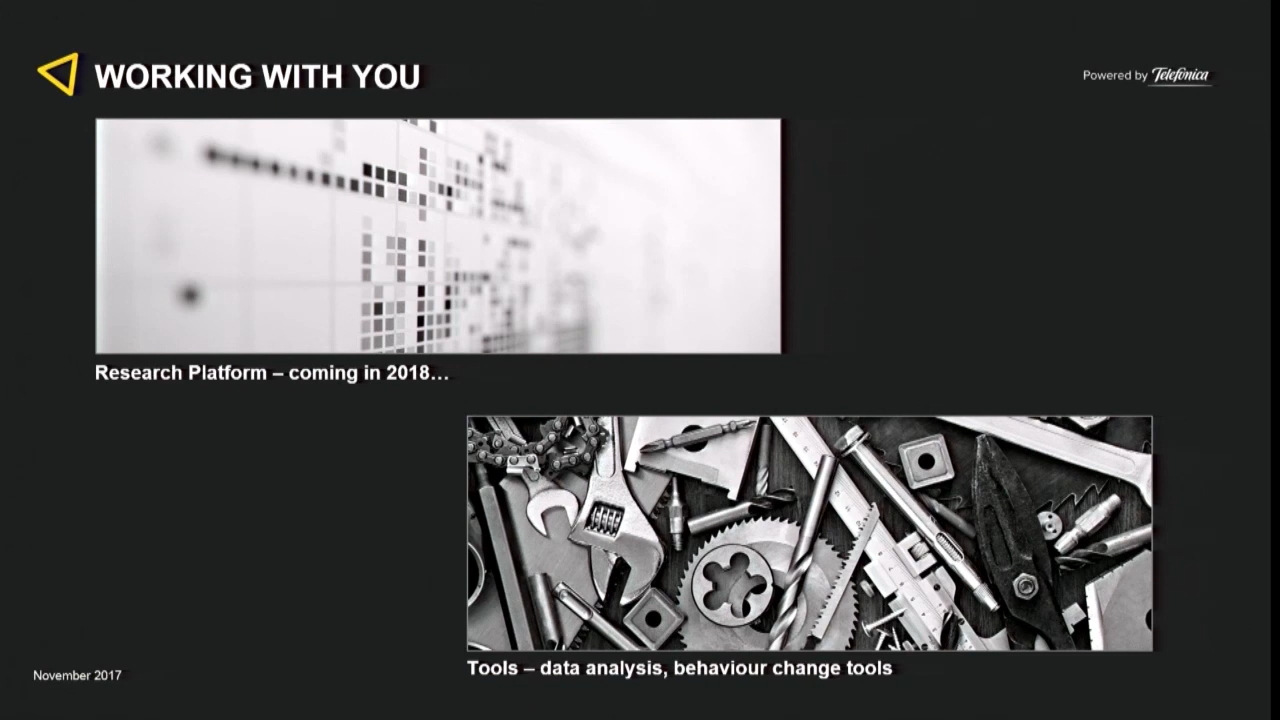 WORKING WITH YOU
Powered by Telefónica
Research Platform – coming in 2018…
Tools – data analysis, behaviour change tools
November 2017